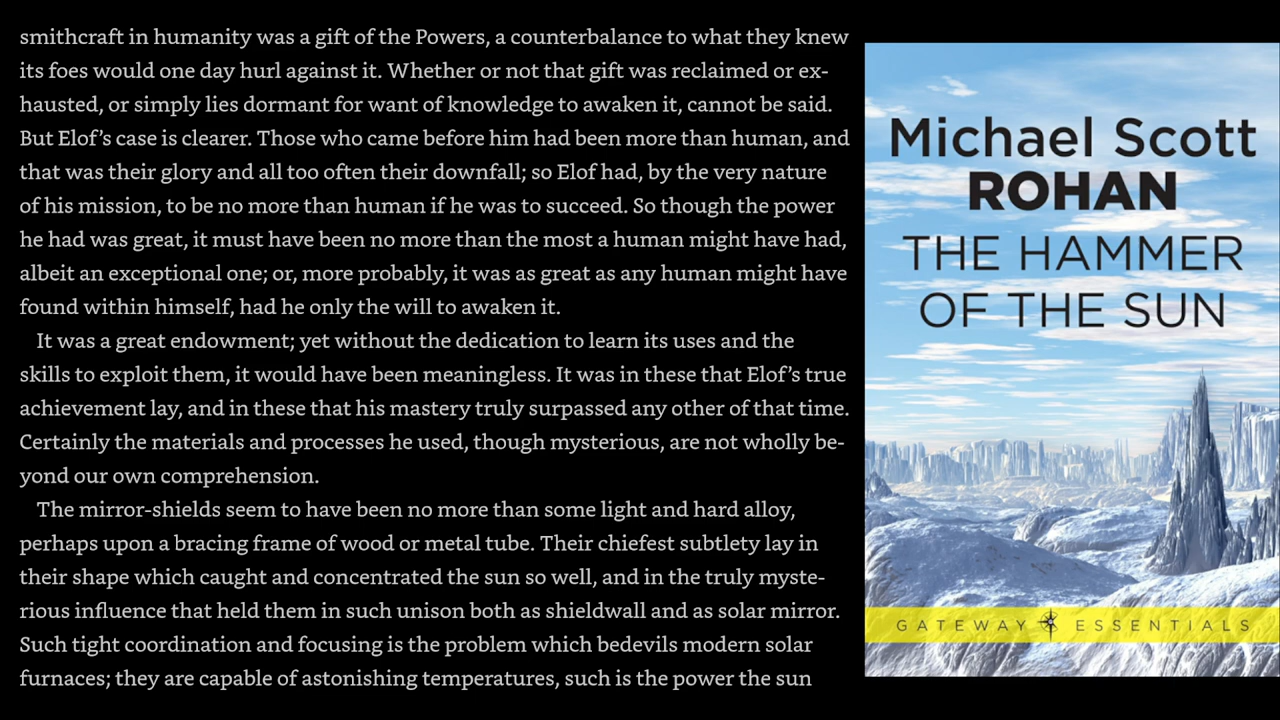 smithcraft in humanity was a gift of the Powers, a counterbalance to what they knew
its foes would one day hurl against it. Whether or not that gift was reclaimed or ex-
hausted, or simply lies dormant for want of knowledge to awaken it, cannot be said.
But Elof’s case is clearer. Those who came before him had been more than human, and
that was their glory and all too often their downfall; so Elof had, by the very nature
of his mission, to be no more than human if he was to succeed. So though the power
he had was great, it must have been no more than the most a human might have had,
albeit an exceptional one; or, more probably, it was as great as any human might have
found within himself, had he only the will to awaken it.
It was a great endowment; yet without the dedication to learn its uses and the
skills to exploit them, it would have been meaningless. It was in these that Elof’s true
achievement lay, and in these that his mastery truly surpassed any other of that time.
Certainly the materials and processes he used, though mysterious, are not wholly be-
yond our own comprehension.
The mirror-shields seem to have been no more than some light and hard alloy,
perhaps upon a bracing frame of wood or metal tube. Their chiefest subtlety lay in
their shape which caught and concentrated the sun so well, and in the truly myste-
rious influence that held them in such unison both as shieldwall and as solar mirror.
Such tight coordination and focusing is the problem which bedevils modern solar
furnaces; they are capable of astonishing temperatures, such is the power the sun
Michael Scott
ROHAN
THE HAMMER
OF THE SUN
GATEWAY ESSENTIALS